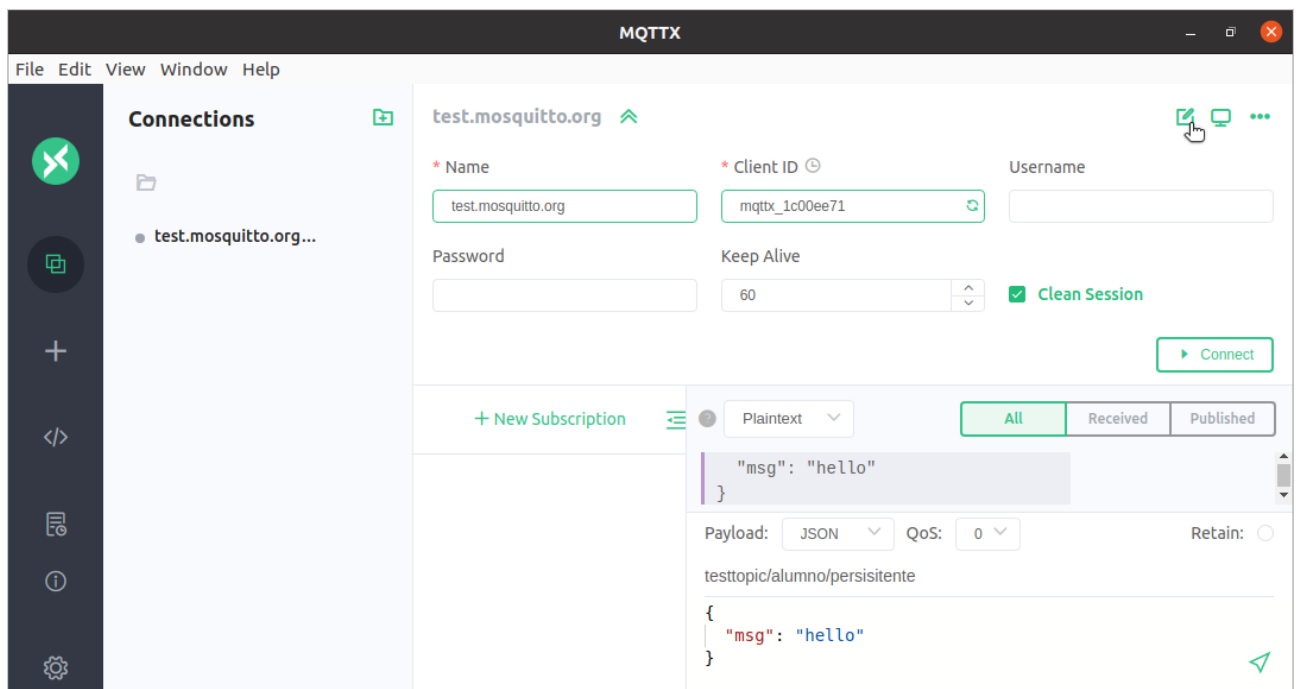 MQTTX
File Edit View Window Help
Connections
test.mosquitto.org...
test.mosquitto.org
* Name
* Client ID
Username
test.mosquitto.org
mqttx_1c00ee71
Password
Keep Alive
60
Clean Session
Connect
+ New Subscription
Plaintext
All
Received
Published
"msg": "hello"
}
Payload:
JSON
QoS:
0
Retain:
testtopic/alumno/persisitente
{
"msg": "hello"
}